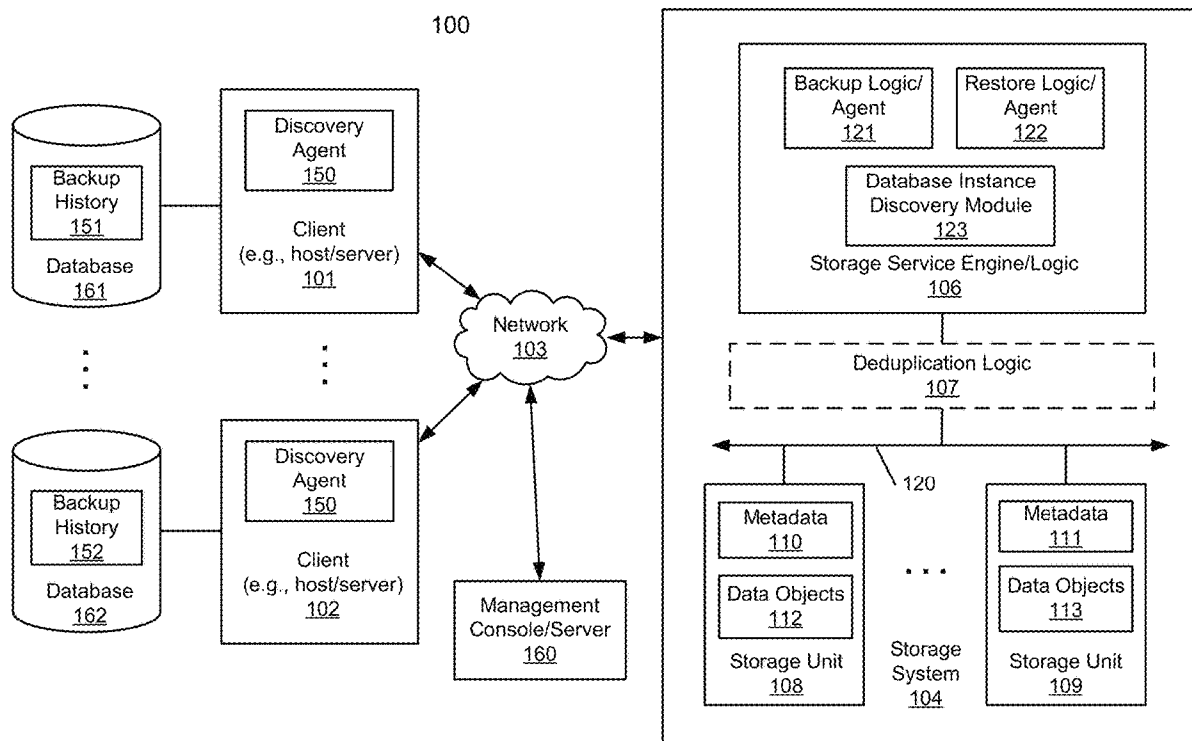 100
Backup
History
151
Database
161
Discovery
Agent
150
Client
(e.g., host/server)
101
Backup
History
152
Database
162
Discovery
Agent
150
Client
(e.g., host/server)
102
Network
103
Management
Console/Server
160
Backup Logic/
Agent
121
Restore Logic/
Agent
122
Database Instance
Discovery Module
123
Storage Service Engine/Logic
106
Deduplication Logic
107
120
Metadata
110
Data Objects
112
Storage Unit
108
Storage
System
104
Metadata
111
Data Objects
113
Storage Unit
109